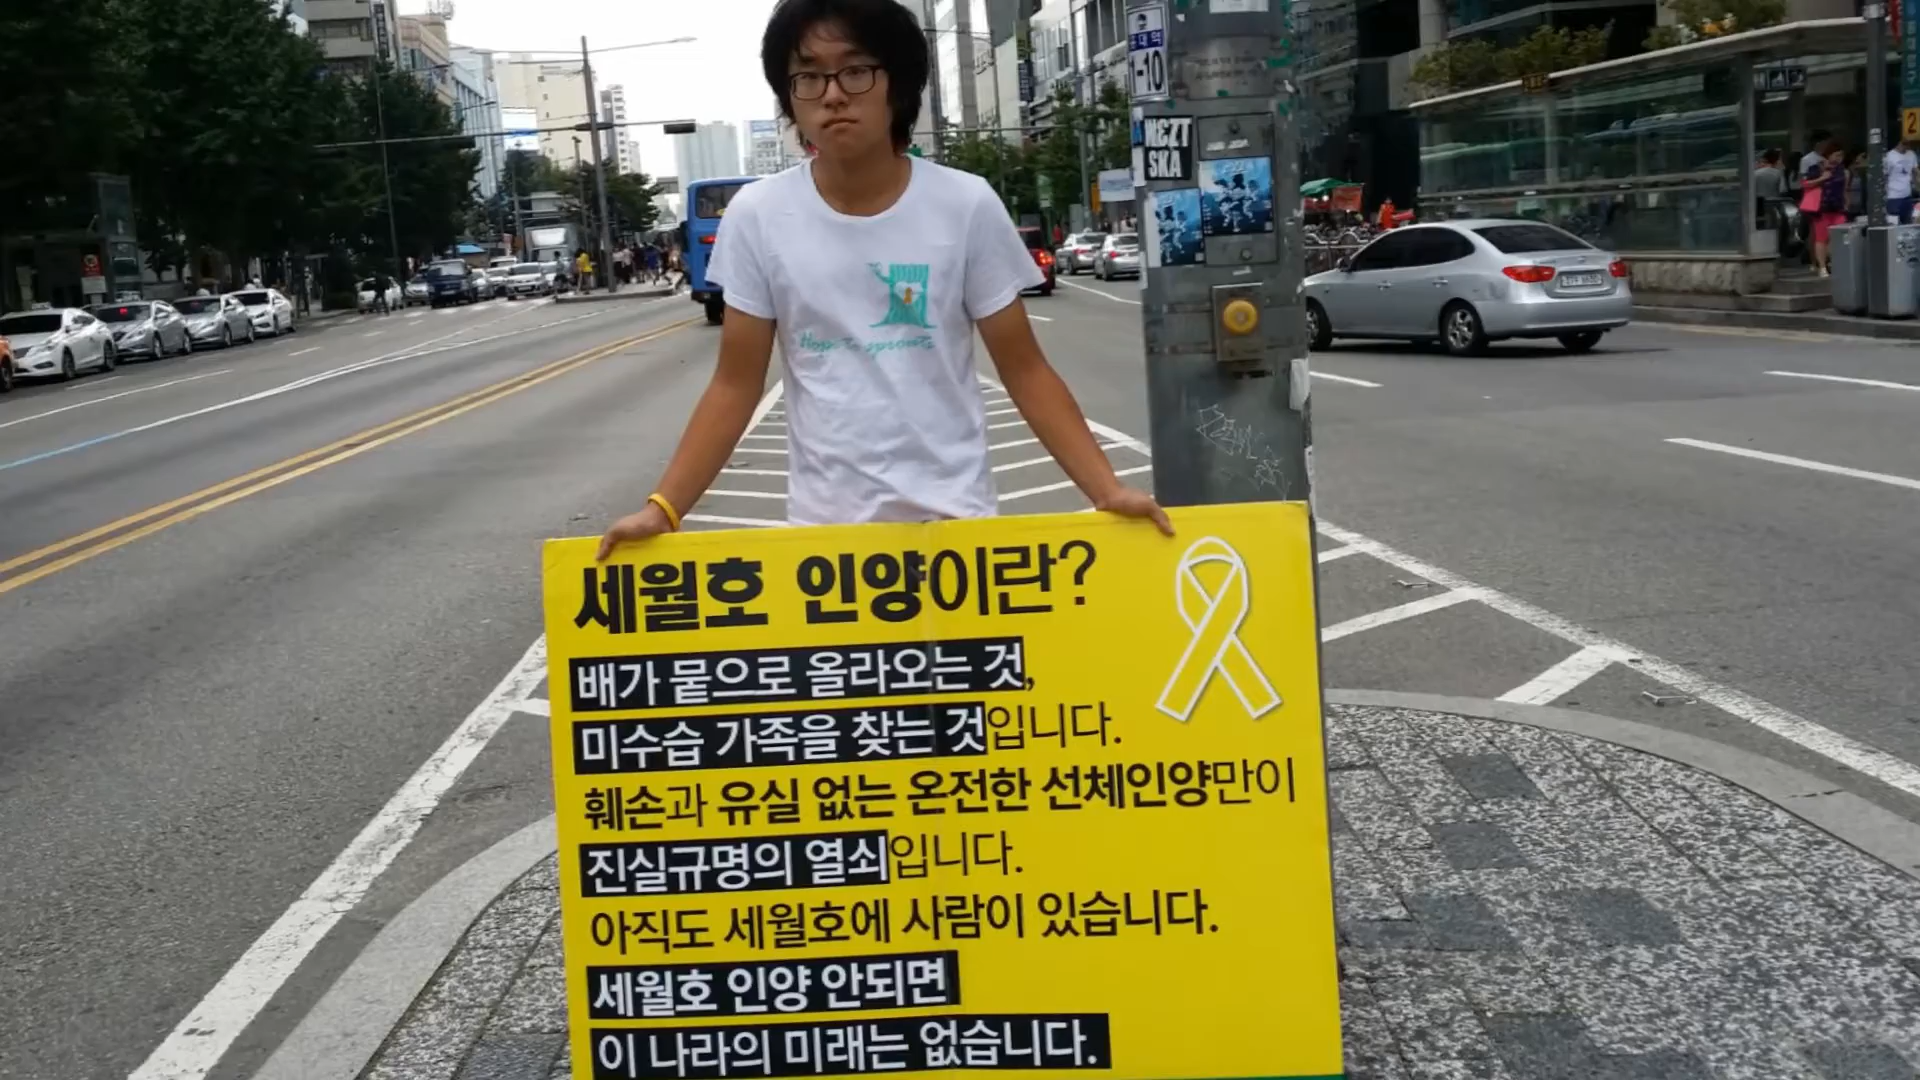 세월호 인양이란?
배가 뭍으로 올라오는 것,
미수습 가족을 찾는 것입니다.
훼손과 유실 없는 온전한 선체인양만이
진실규명의 열쇠입니다.
아직도 세월호에 사람이 있습니다.
세월호 인양 안되면
이 나라의 미래는 없습니다.
1-10
SKA
2